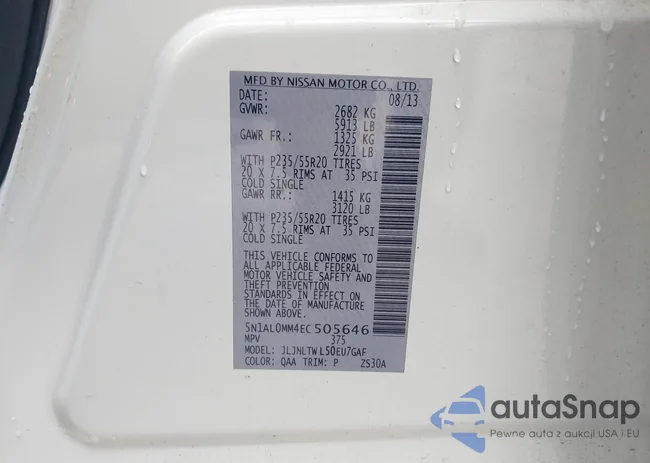 MFD BY NISSAN MOTOR CO., LTD.
DATE: 08/13
GVWR: 2682 KG
5913 LB
GAWR FR.: 1325 KG
2921 LB
WITH P235/55R20 TIRES
20 X 7.5 RIMS AT 35 PSI
COLD SINGLE
GAWR RR.: 1415 KG
3120 LB
WITH P235/55R20 TIRES
20 X 7.5 RIMS AT 35 PSI
COLD SINGLE
THIS VEHICLE CONFORMS TO
ALL APPLICABLE FEDERAL
MOTOR VEHICLE SAFETY AND
THEFT PREVENTION
STANDARDS IN EFFECT ON
THE DATE OF MANUFACTURE
SHOWN ABOVE.
5N1AL0MM4EC505646
MPV 375
MODEL: JLJNLTWL50EU7GAF
COLOR: QAA TRIM: P ZS30A
autaSnap
Pewne auta z aukcji USA i EU